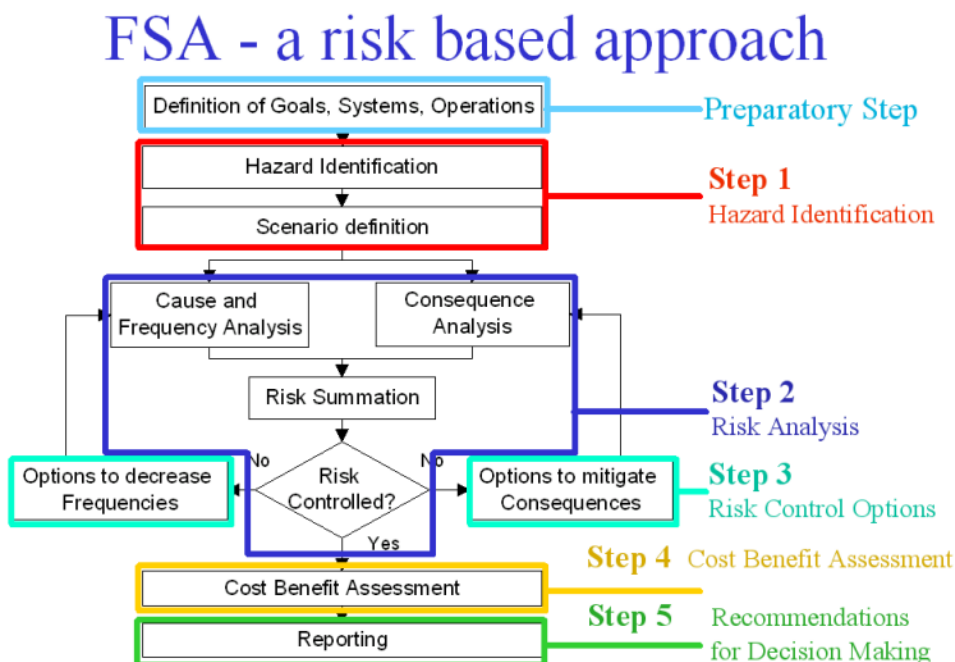 FSA - a risk based approach
Definition of Goals, Systems, Operations
Preparatory Step
Hazard Identification
Step 1
Hazard Identification
Scenario definition
Cause and
Frequency Analysis
Consequence
Analysis
Risk Summation
Step 2
Risk Analysis
No
No
Options to decrease
Frequencies
Risk
Controlled?
Options to mitigate
Consequences
Step 3
Risk Control Options
Yes
Step 4 Cost Benefit Assessment
Cost Benefit Assessment
Step 5 Recommendations
for Decision Making
Reporting